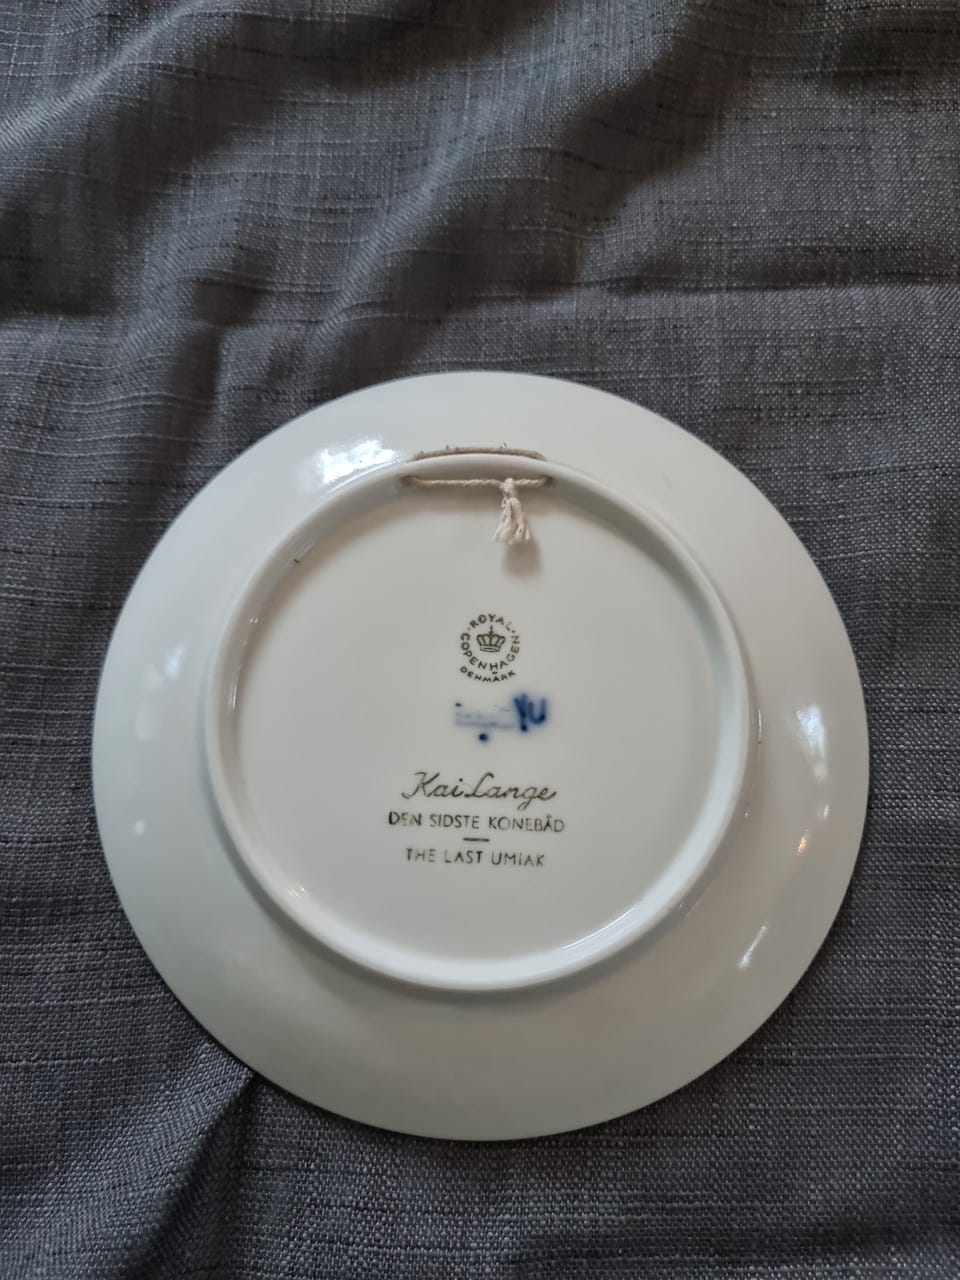 ROYAL
COPENHAGEN
DENMARK
Kai Lange
DEN SIDSTE KONEBÅD
THE LAST UMIAK